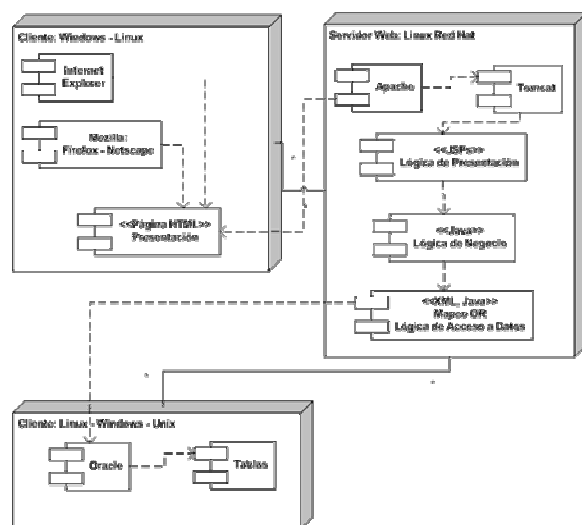 Cliente: Windows - Linux
Internet
Explorer
Mozilla:
Firefox - Netscape
<<Página HTML>>
Presentación
Servidor Web: Linux Red Hat
Apache
Tomcat
<<JSPs>>
Lógica de Presentación
<<Java>>
Lógica de Negocio
<<XML, Java>>
Mapeo OR
Lógica de Acceso a Datos
Cliente: Linux - Windows - Unix
Oracle
Tablas